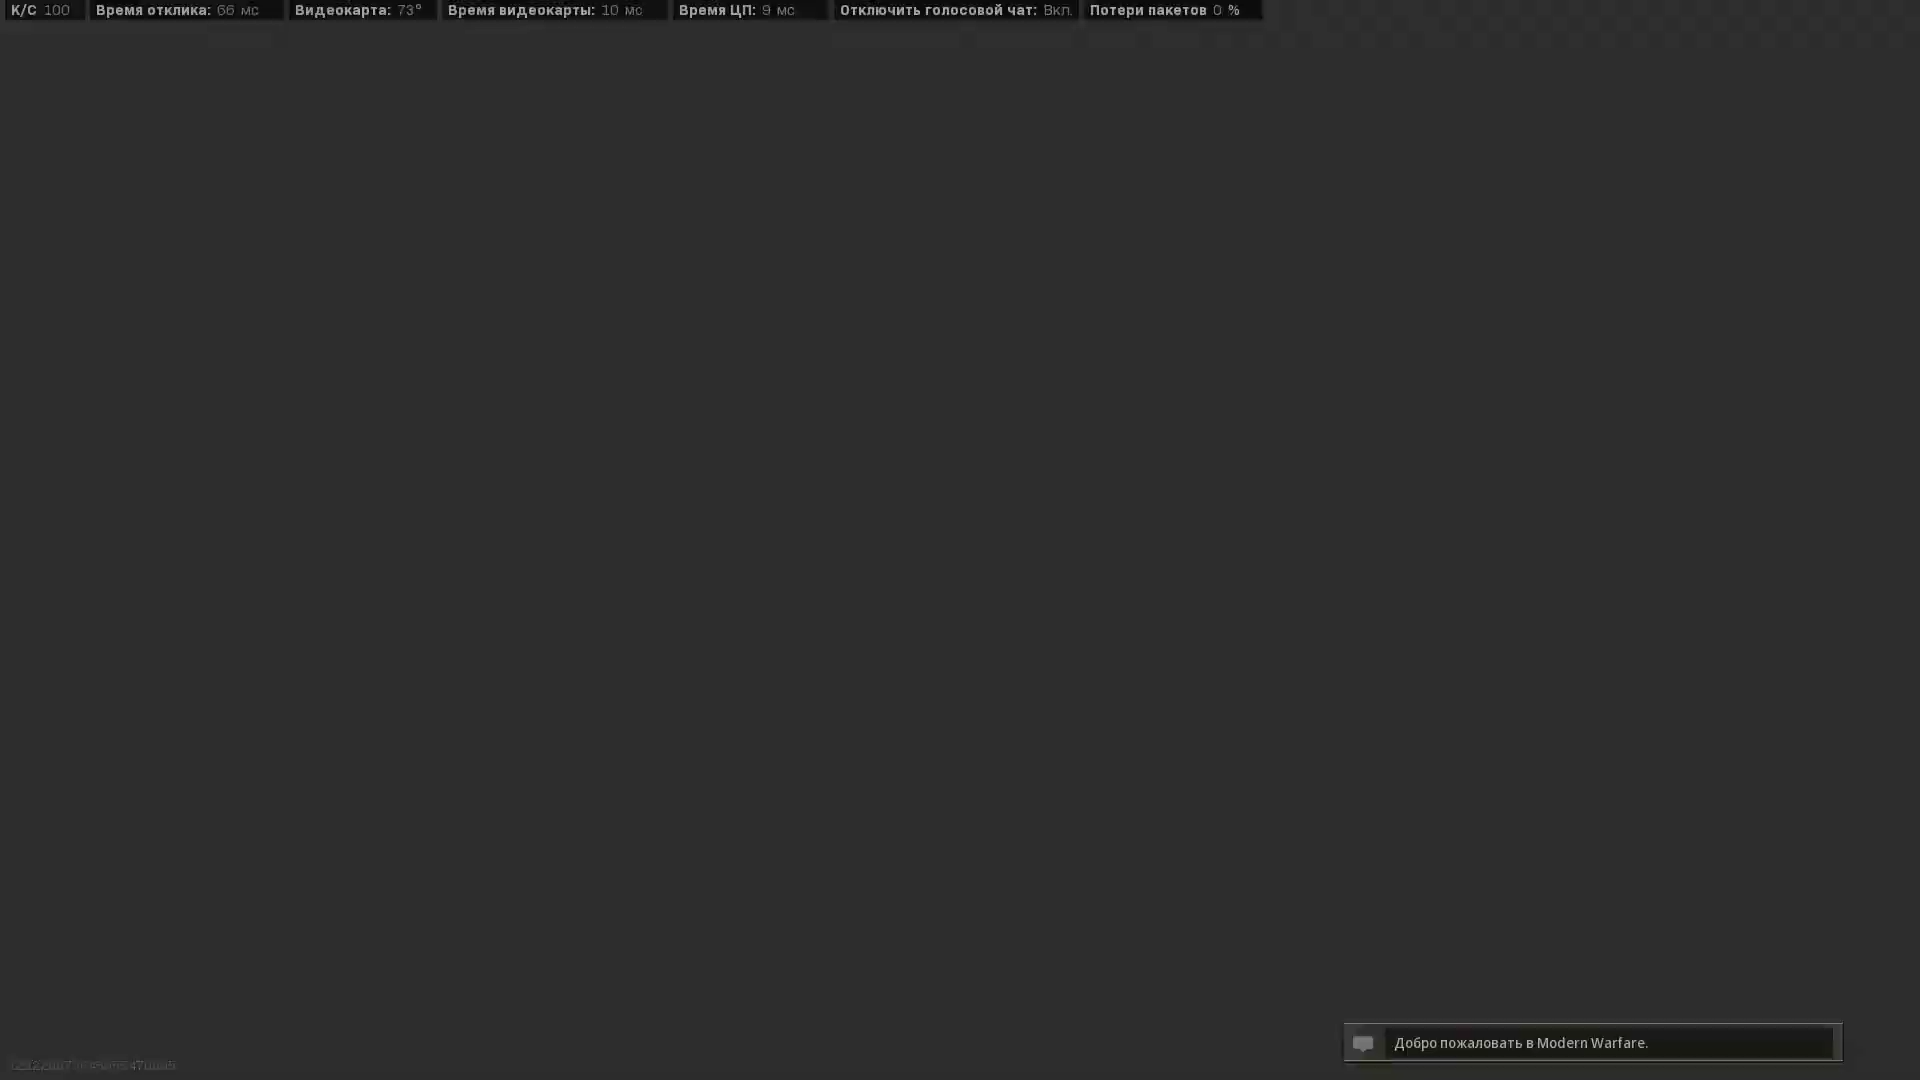 К/С 100 Время отклика: 66 мс Видеокарта: 73° Время видеокарты: 10 мс Время ЦП: 9 мс Отключить голосовой чат: Вкл. Потери пакетов 0 %
Добро пожаловать в Modern Warfare.